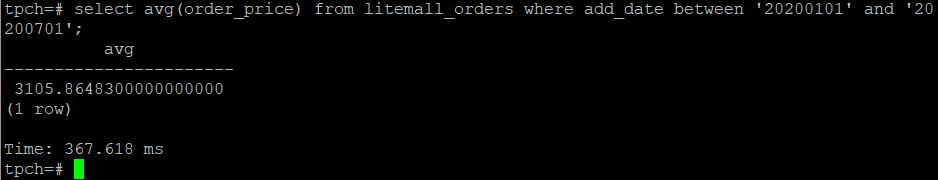 tpch=# select avg(order_price) from litemall_orders where add_date between '20200101' and '20
200701';
          avg
-----------------------
 3105.8648300000000000
(1 row)

Time: 367.618 ms
tpch=#